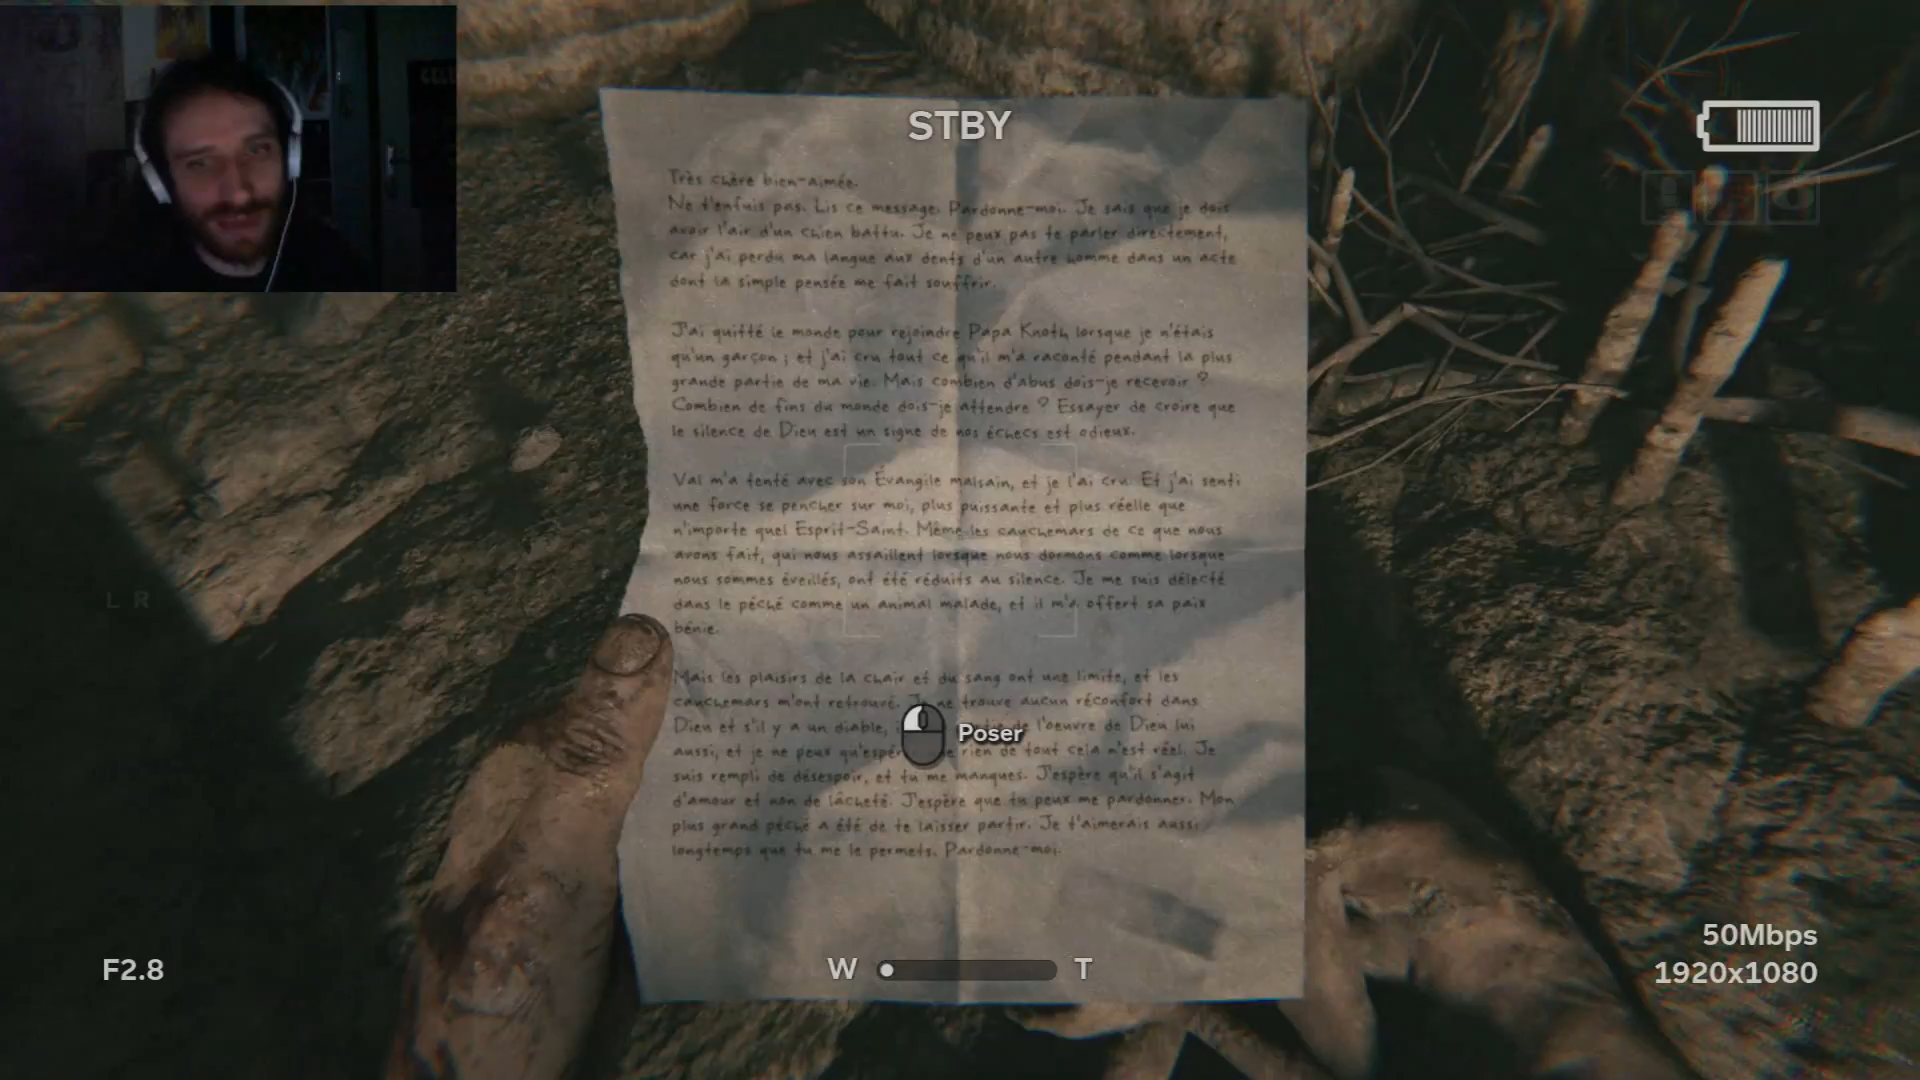 STBY
Très chère bien-aimée.
Ne t'enfuis pas. Lis ce message. Pardonne-moi. Je sais que je dois
avoir l'air d'un chien battu. Je ne peux pas te parler directement,
car j'ai perdu ma langue aux dents d'un autre homme dans un acte
dont la simple pensée me fait souffrir.
J'ai quitté le monde pour rejoindre Papa Knoth lorsque je n'étais
qu'un garçon ; et j'ai cru tout ce qu'il m'a raconté pendant la plus
grande partie de ma vie. Mais combien d'abus dois-je recevoir ?
Combien de fins du monde dois-je attendre ? Essayer de croire que
le silence de Dieu est un signe de nos échecs est odieux.
Val m'a tenté avec son Évangile malsain, et je l'ai cru. Et j'ai senti
une force se pencher sur moi, plus puissante et plus réelle que
n'importe quel Esprit-Saint. Même les cauchemars de ce que nous
avons fait, qui nous assaillent lorsque nous dormons comme lorsque
nous sommes éveillés, ont été réduits au silence. Je me suis délecté
dans le péché comme un animal malade, et il m'a offert sa paix
bénie.
Mais les plaisirs de la chair et du sang ont une limite, et les
cauchemars m'ont retrouvé. Je ne trouve aucun réconfort dans
Dieu et s'il y a un diable, de l'oeuvre de Dieu lui
aussi, et je ne peux rien de tout cela n'est réel. Je
suis rempli de désespoir, et tu me manques. J'espère qu'il s'agit
d'amour et non de lâcheté. J'espère que tu peux me pardonner. Mon
plus grand péché a été de te laisser partir. Je t'aimerais aussi
longtemps que tu me le permets. Pardonne-moi.
Poser
L R
F2.8
W T
50Mbps
1920x1080